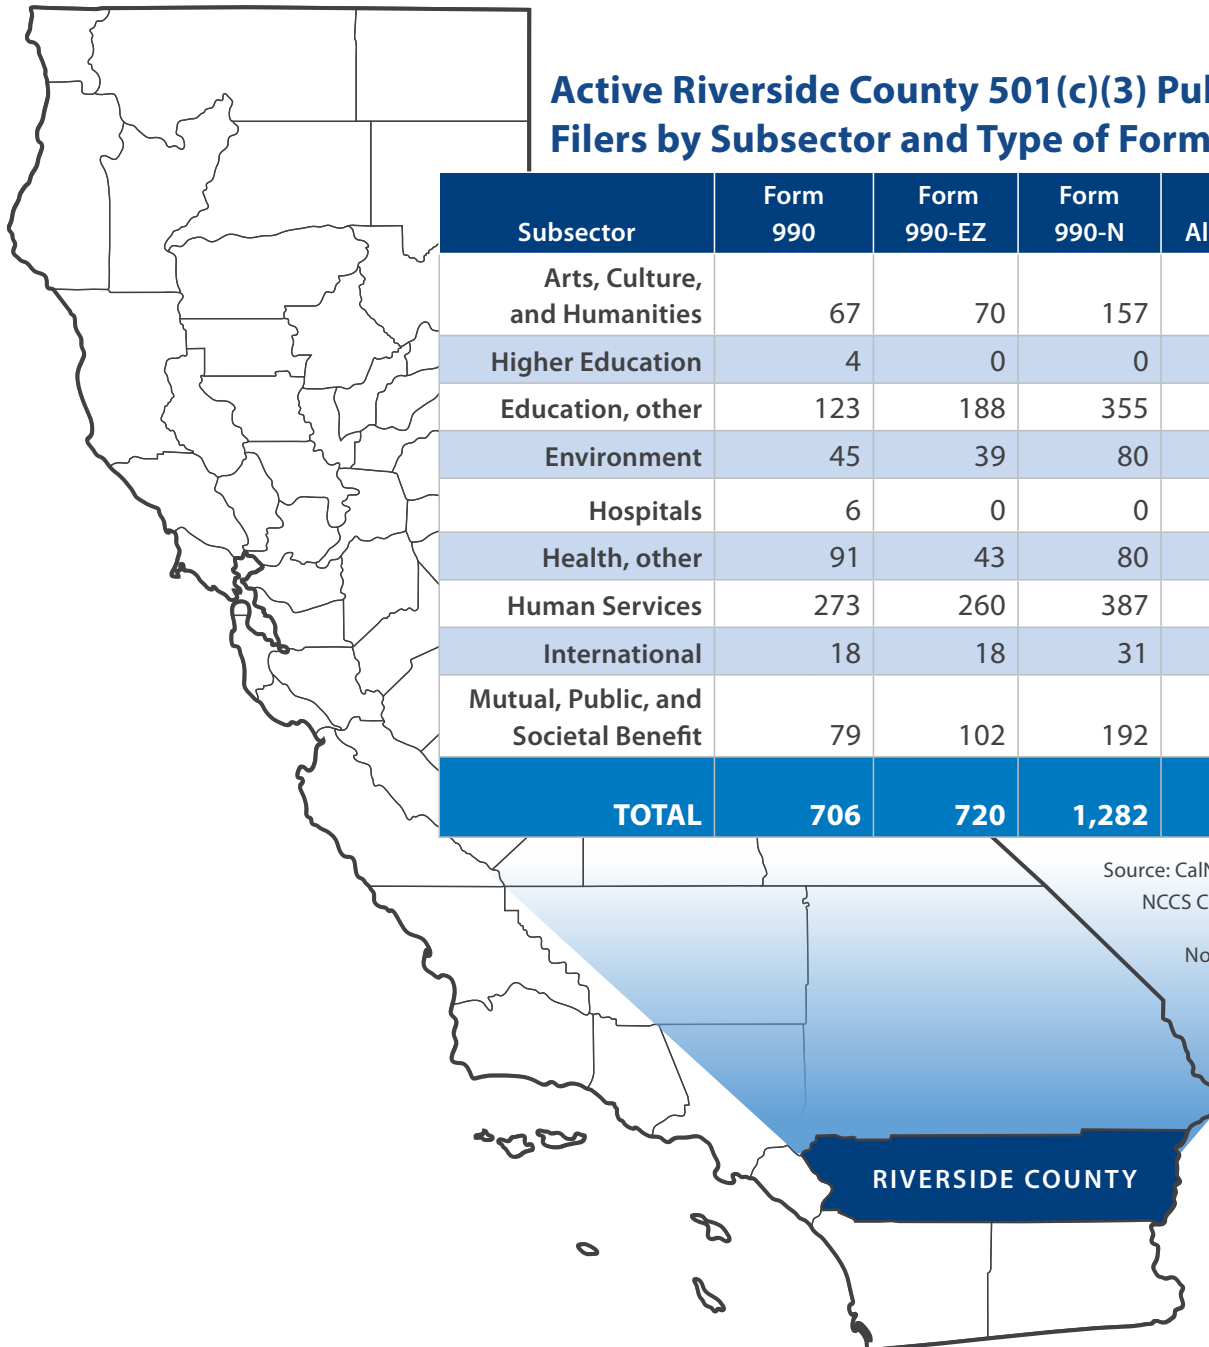 Active Riverside County 501(c)(3)
Filers by Subsector and Type of Form
Subsector Form 990 Form 990-EZ Form 990-N
Arts, Culture,
and Humanities 67 70 157
Higher Education 4 0 0
Education, other 123 188 355
Environment 45 39 80
Hospitals 6 0 0
Health, other 91 43 80
Human Services 273 260 387
International 18 18 31
Mutual, Public, and
Societal Benefit 79 102 192
TOTAL 706 720 1,282
Source:
NCCS
RIVERSIDE COUNTY